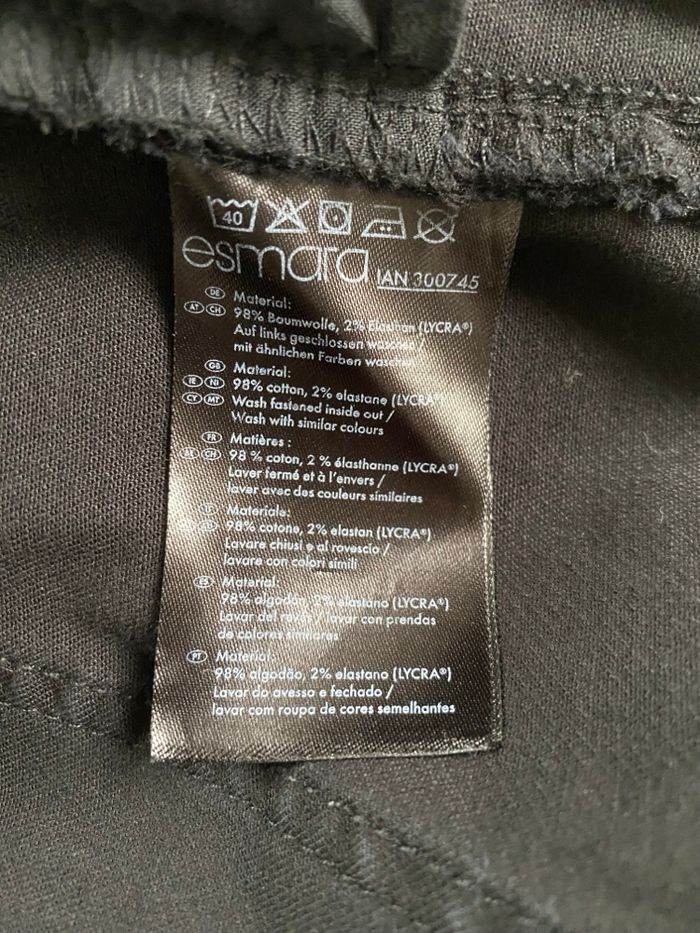 40
esmara IAN 300745
DE Material:
AT CH 98% Baumwolle, 2% Elastan (LYCRA®)
Auf links geschlossen waschen /
mit ähnlichen Farben waschen
GB Material:
IE NI 98% cotton, 2% elastane (LYCRA®)
CY MT Wash fastened inside out /
Wash with similar colours
FR Matières :
BE CH 98 % coton, 2 % élasthanne (LYCRA®)
Laver fermé et à l'envers /
laver avec des couleurs similaires
Materiale:
98% cotone, 2% elastan (LYCRA®)
Lavare chiuso e al rovescio /
lavare con colori simili
ES Material:
98% algodón, 2% elastano (LYCRA®)
Lavar del revés / lavar con prendas
de colores similares
PT Material:
98% algodão, 2% elastano (LYCRA®)
Lavar do avesso e fechado /
lavar com roupa de cores semelhantes